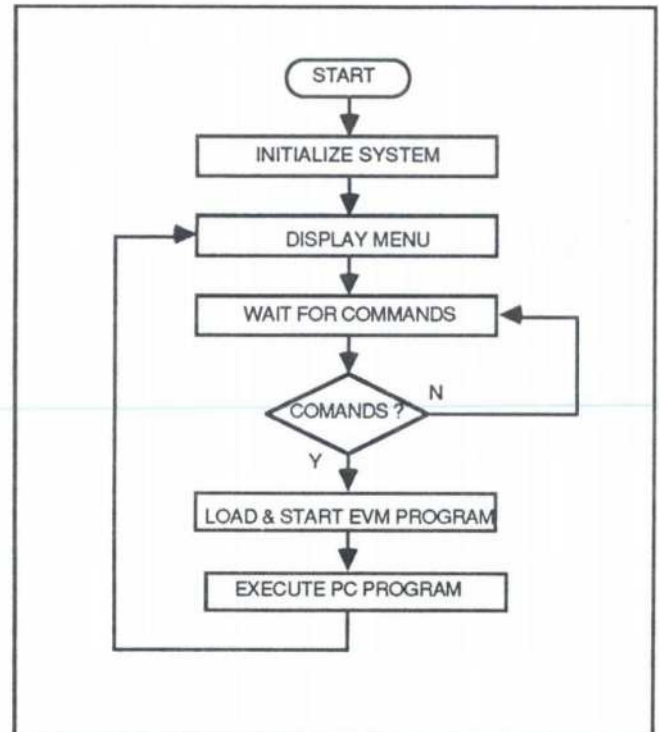 START
INITIALIZE SYSTEM
DISPLAY MENU
WAIT FOR COMMANDS
COMANDS ?
N
Y
LOAD & START EVM PROGRAM
EXECUTE PC PROGRAM